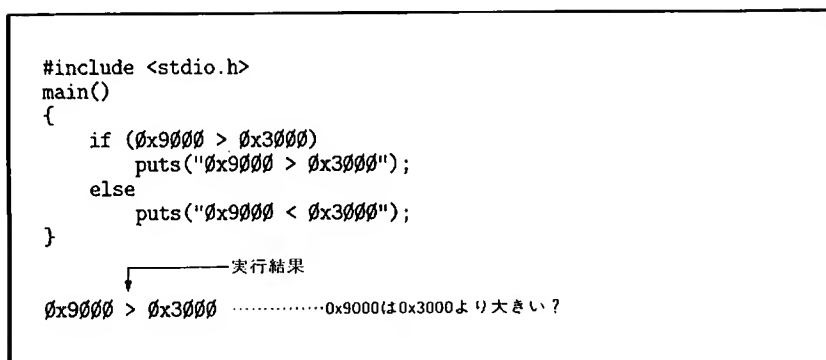 #include <stdio.h>
main()
{
    if (0x9000 > 0x3000)
        puts("0x9000 > 0x3000");
    else
        puts("0x9000 < 0x3000");
}
実行結果
0x9000 > 0x3000 ……………0x9000は0x3000より大きい？